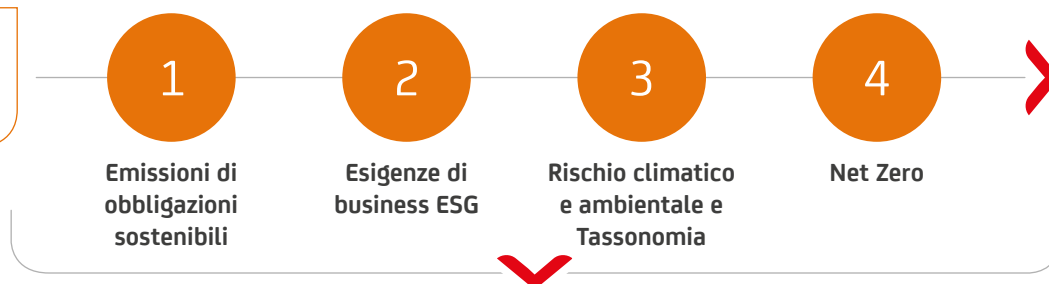 1
2
3
4
Emissioni di
obbligazioni
sostenibili
Esigenze di
business ESG
Rischio climatico
e ambientale e
Tassonomia
Net Zero